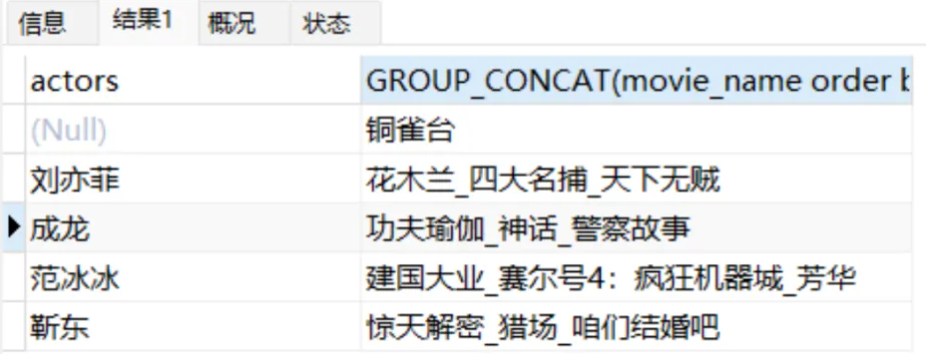 信息 结果1 概况 状态
actors GROUP_CONCAT(movie_name order b
(Null) 铜雀台
刘亦菲 花木兰_四大名捕_天下无贼
成龙 功夫瑜伽_神话_警察故事
范冰冰 建国大业_赛尔号4：疯狂机器城_芳华
靳东 惊天解密_猎场_咱们结婚吧